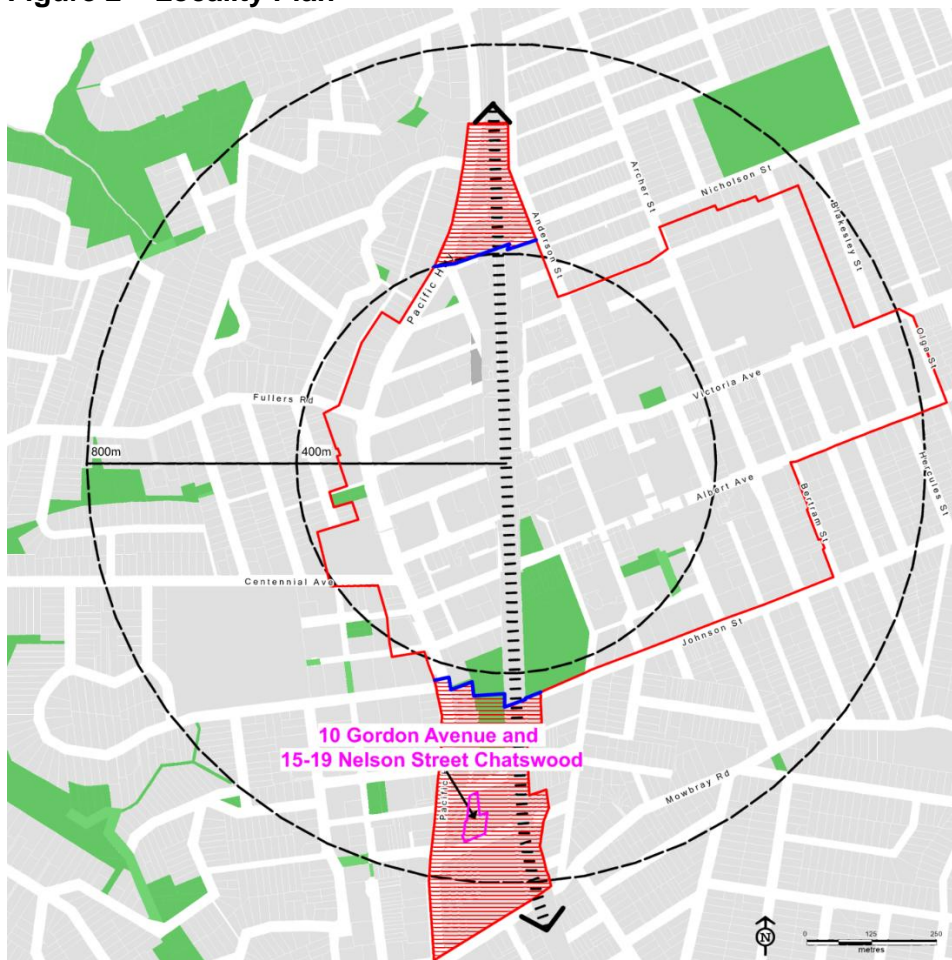 Figure 2 – Locality Plan
Nicholson St
Archer St
Blakesley St
Anderson St
Pacific Hwy
Olga St
Victoria Ave
Fullers Rd
800m
400m
Albert Ave
Hercules St
Bertram St
Centennial Ave
Johnson St
10 Gordon Avenue and
15-19 Nelson Street Chatswood
Pacific
Mowbray Rd
N
0 125 250
metres